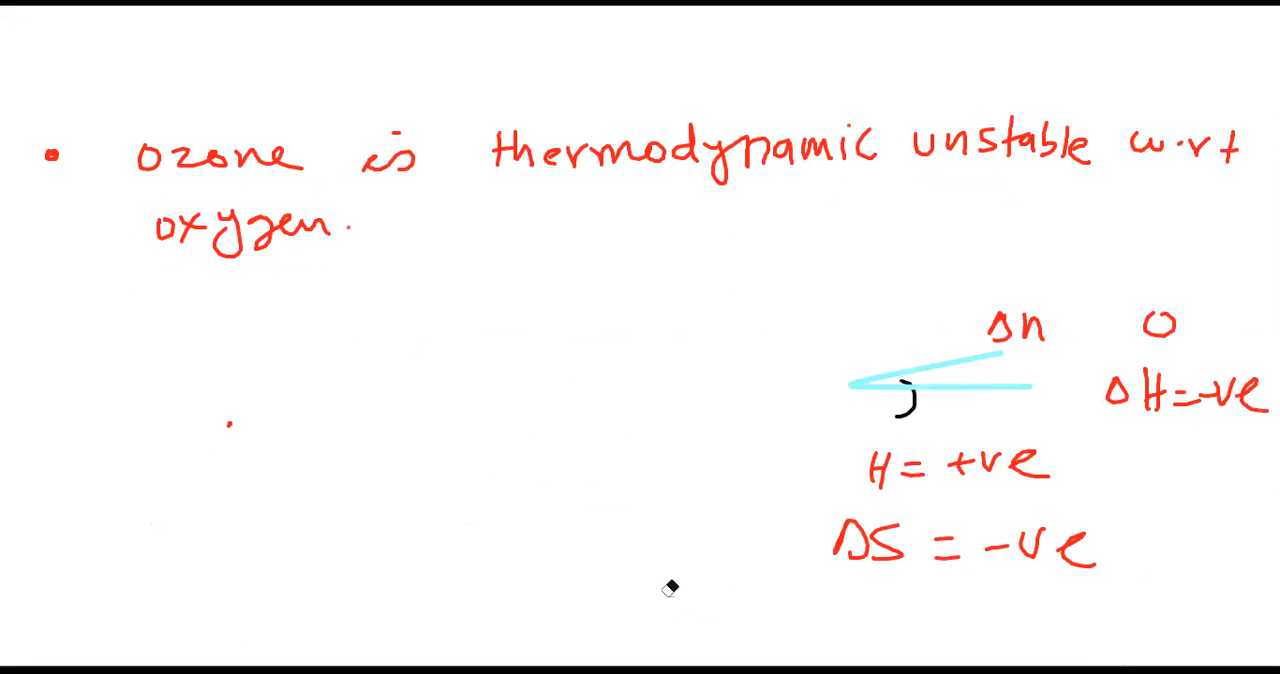 • ozone is thermodynamic unstable w.r.t
oxygen.
Δn O
ΔH=-ve
H = +ve
ΔS = -ve